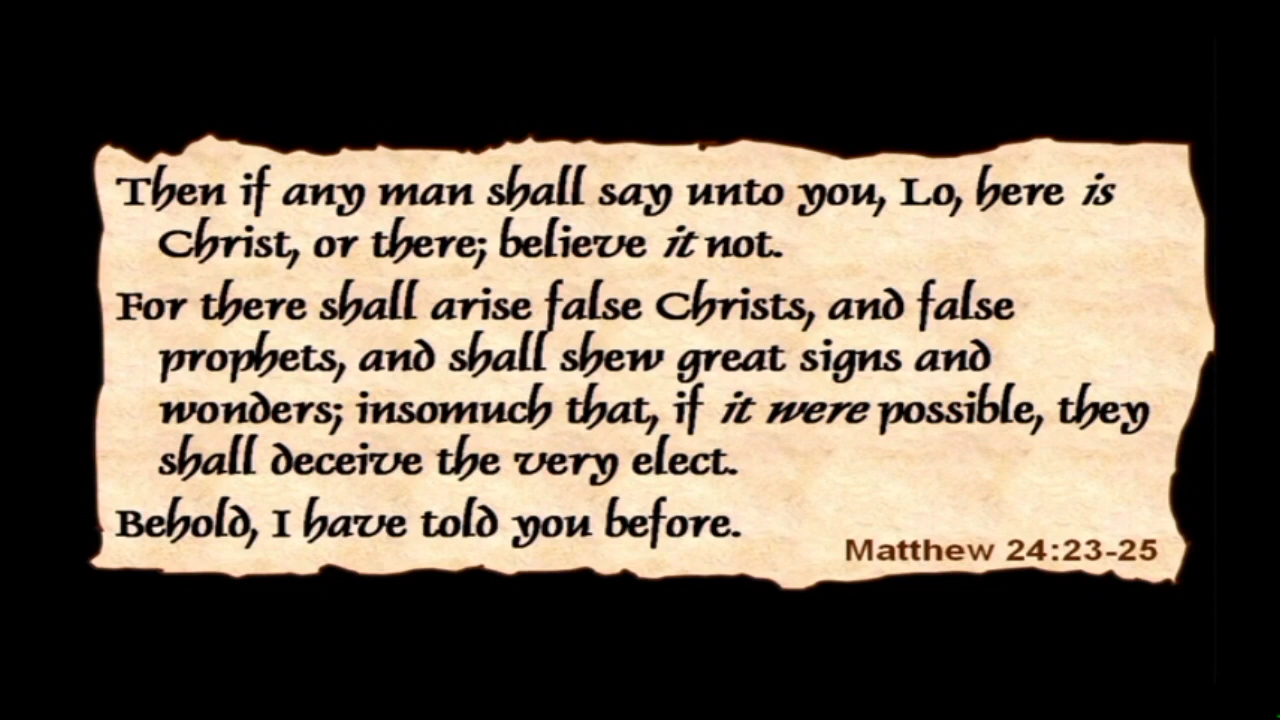 Then if any man shall say unto you, Lo, here is
Christ, or there; believe it not.
For there shall arise false Christs, and false
prophets, and shall shew great signs and
wonders; insomuch that, if it were possible, they
shall deceive the very elect.
Behold, I have told you before.
Matthew 24:23-25